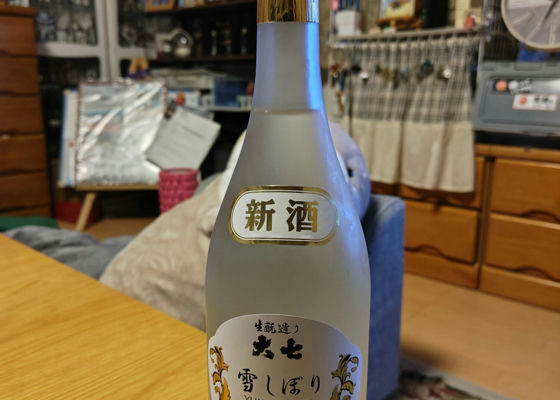 新酒
生酛造り
大七
雪しぼり